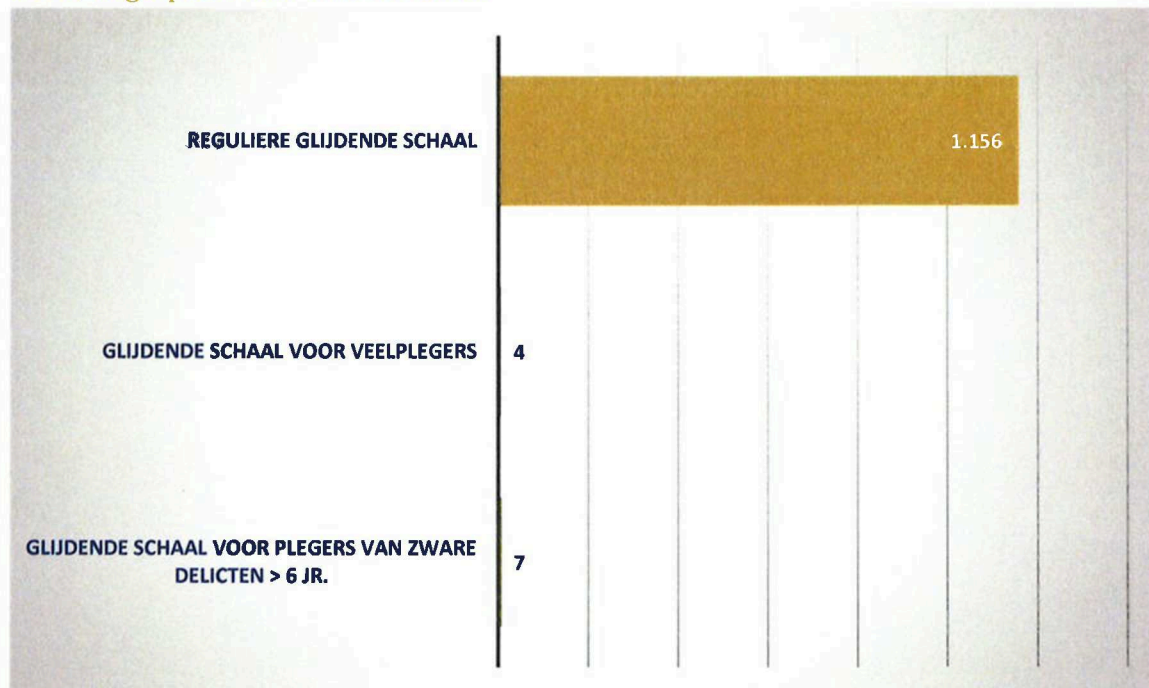 REGULIERE GLIJDENDE SCHAAL
1.156
GLIJDENDE SCHAAL VOOR VEELPLEGERS
4
GLIJDENDE SCHAAL VOOR PLEGERS VAN ZWARE
DELICTEN > 6 JR.
7